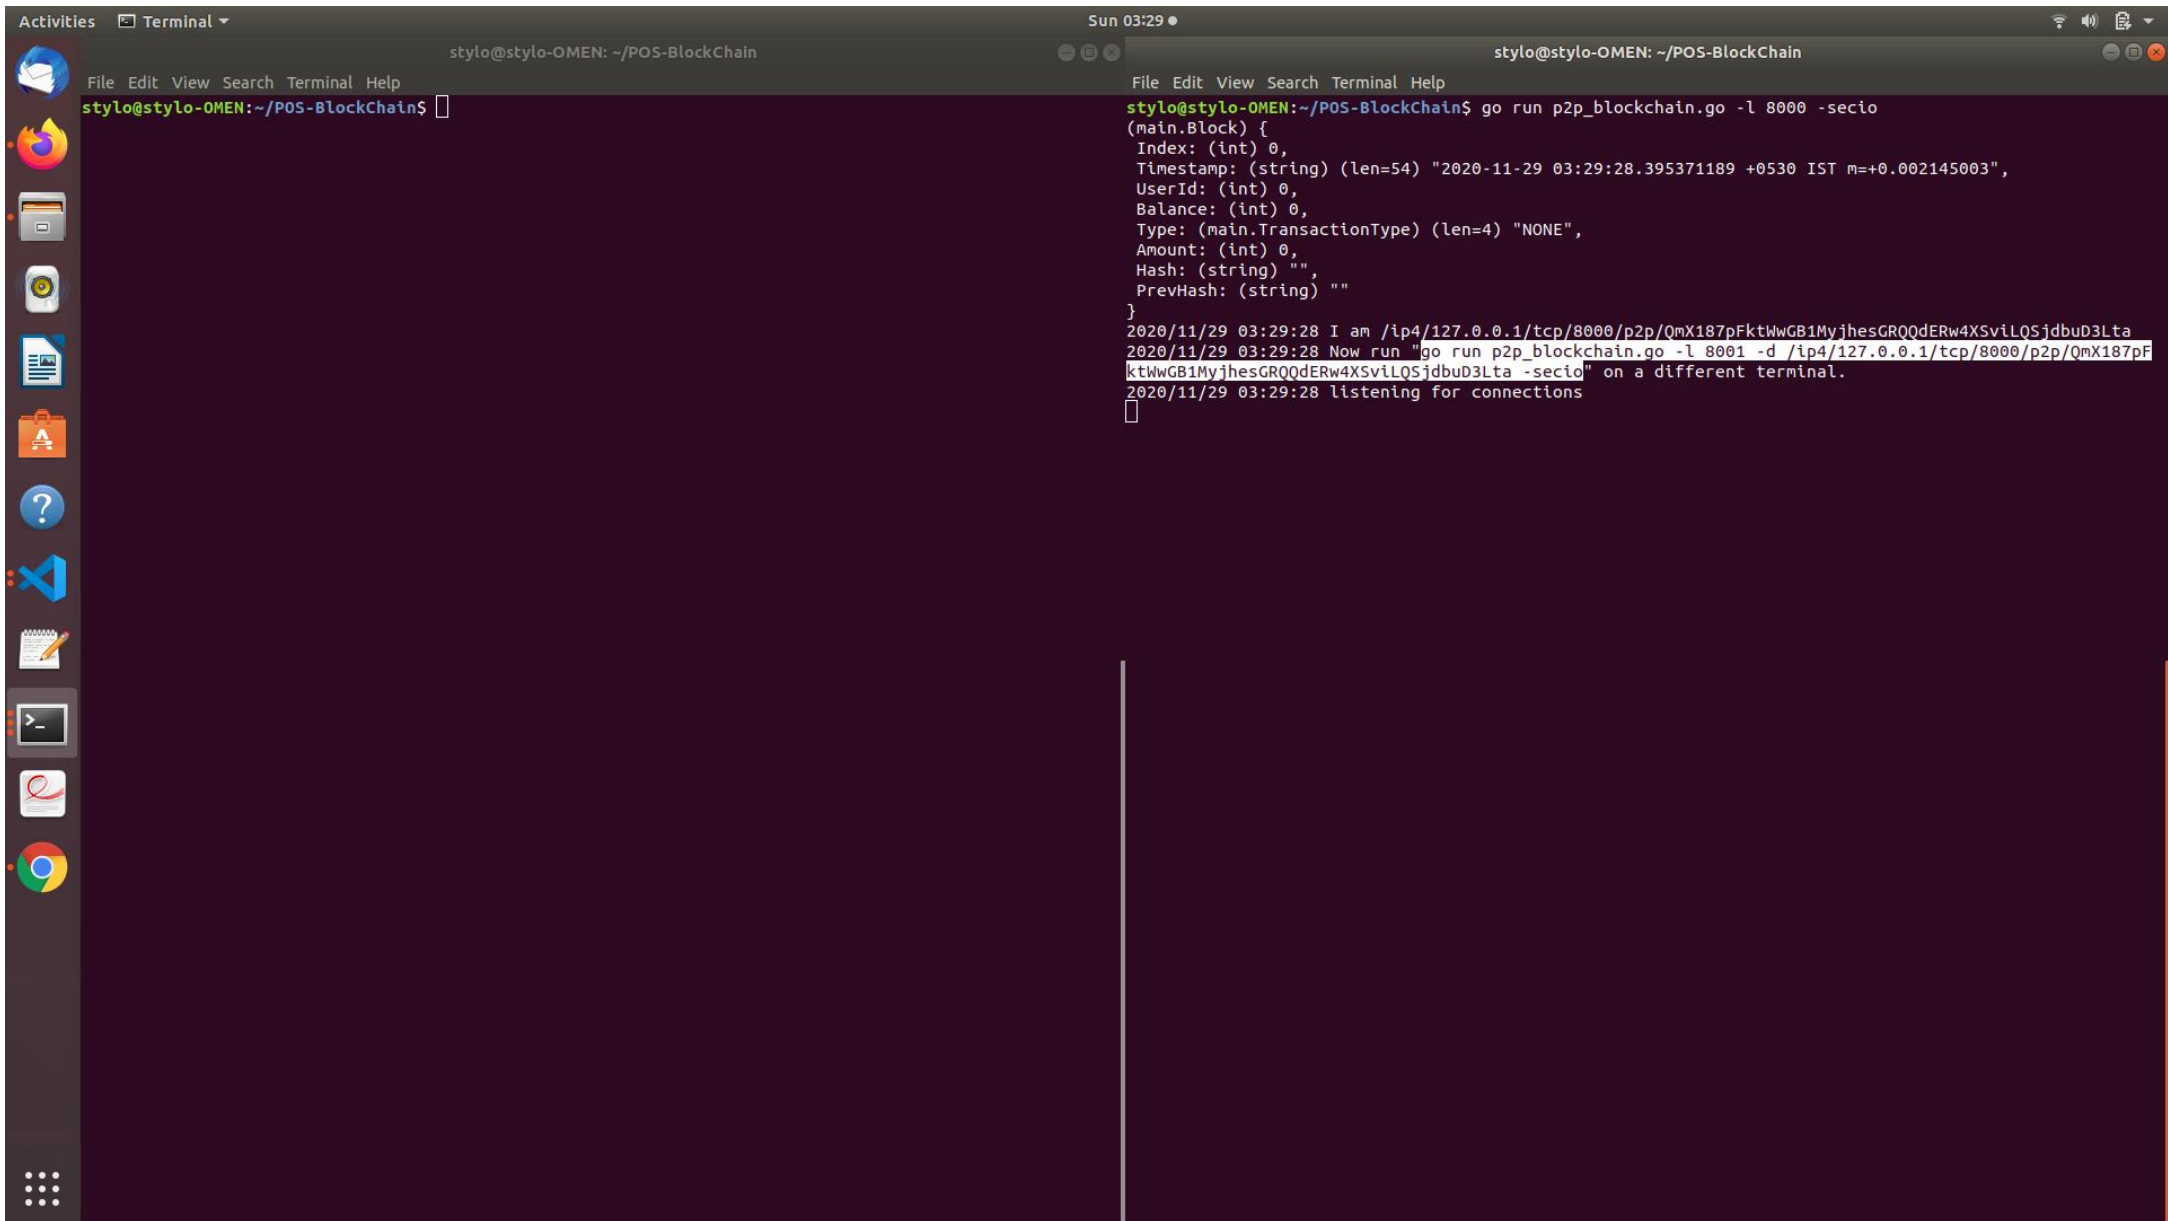 Activities Terminal Sun 03:29
stylo@stylo-OMEN: ~/POS-BlockChain
File Edit View Search Terminal Help
stylo@stylo-OMEN:~/POS-BlockChain$
stylo@stylo-OMEN: ~/POS-BlockChain
File Edit View Search Terminal Help
stylo@stylo-OMEN:~/POS-BlockChain$ go run p2p_blockchain.go -l 8000 -secio
(main.Block) {
Index: (int) 0,
Timestamp: (string) (len=54) "2020-11-29 03:29:28.395371189 +0530 IST m=+0.002145003",
UserId: (int) 0,
Balance: (int) 0,
Type: (main.TransactionType) (len=4) "NONE",
Amount: (int) 0,
Hash: (string) "",
PrevHash: (string) ""
}
2020/11/29 03:29:28 I am /ip4/127.0.0.1/tcp/8000/p2p/QmX187pFktWwGB1MyjhesGRQQdERw4XSviLQSjdbuD3Lta
2020/11/29 03:29:28 Now run "go run p2p_blockchain.go -l 8001 -d /ip4/127.0.0.1/tcp/8000/p2p/QmX187pF
ktWwGB1MyjhesGRQQdERw4XSviLQSjdbuD3Lta -secio" on a different terminal.
2020/11/29 03:29:28 listening for connections